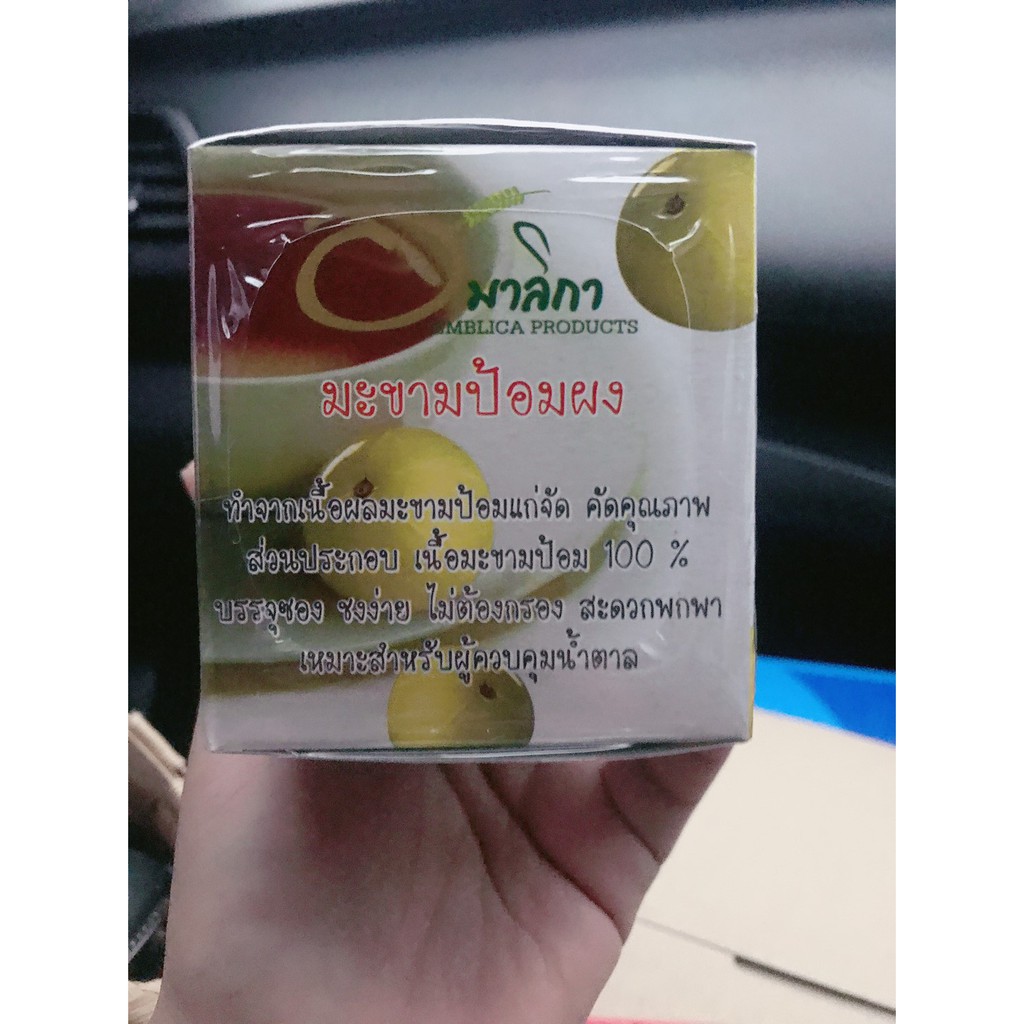 มาลิกา
EMBLICA PRODUCTS
มะขามป้อมผง
ทำจากเนื้อผลมะขามป้อมแก่จัด คัดคุณภาพ
ส่วนประกอบ เนื้อมะขามป้อม 100 %
บรรจุซอง ชงง่าย ไม่ต้องกรอง สะดวกพกพา
เหมาะสำหรับผู้ควบคุมน้ำตาล